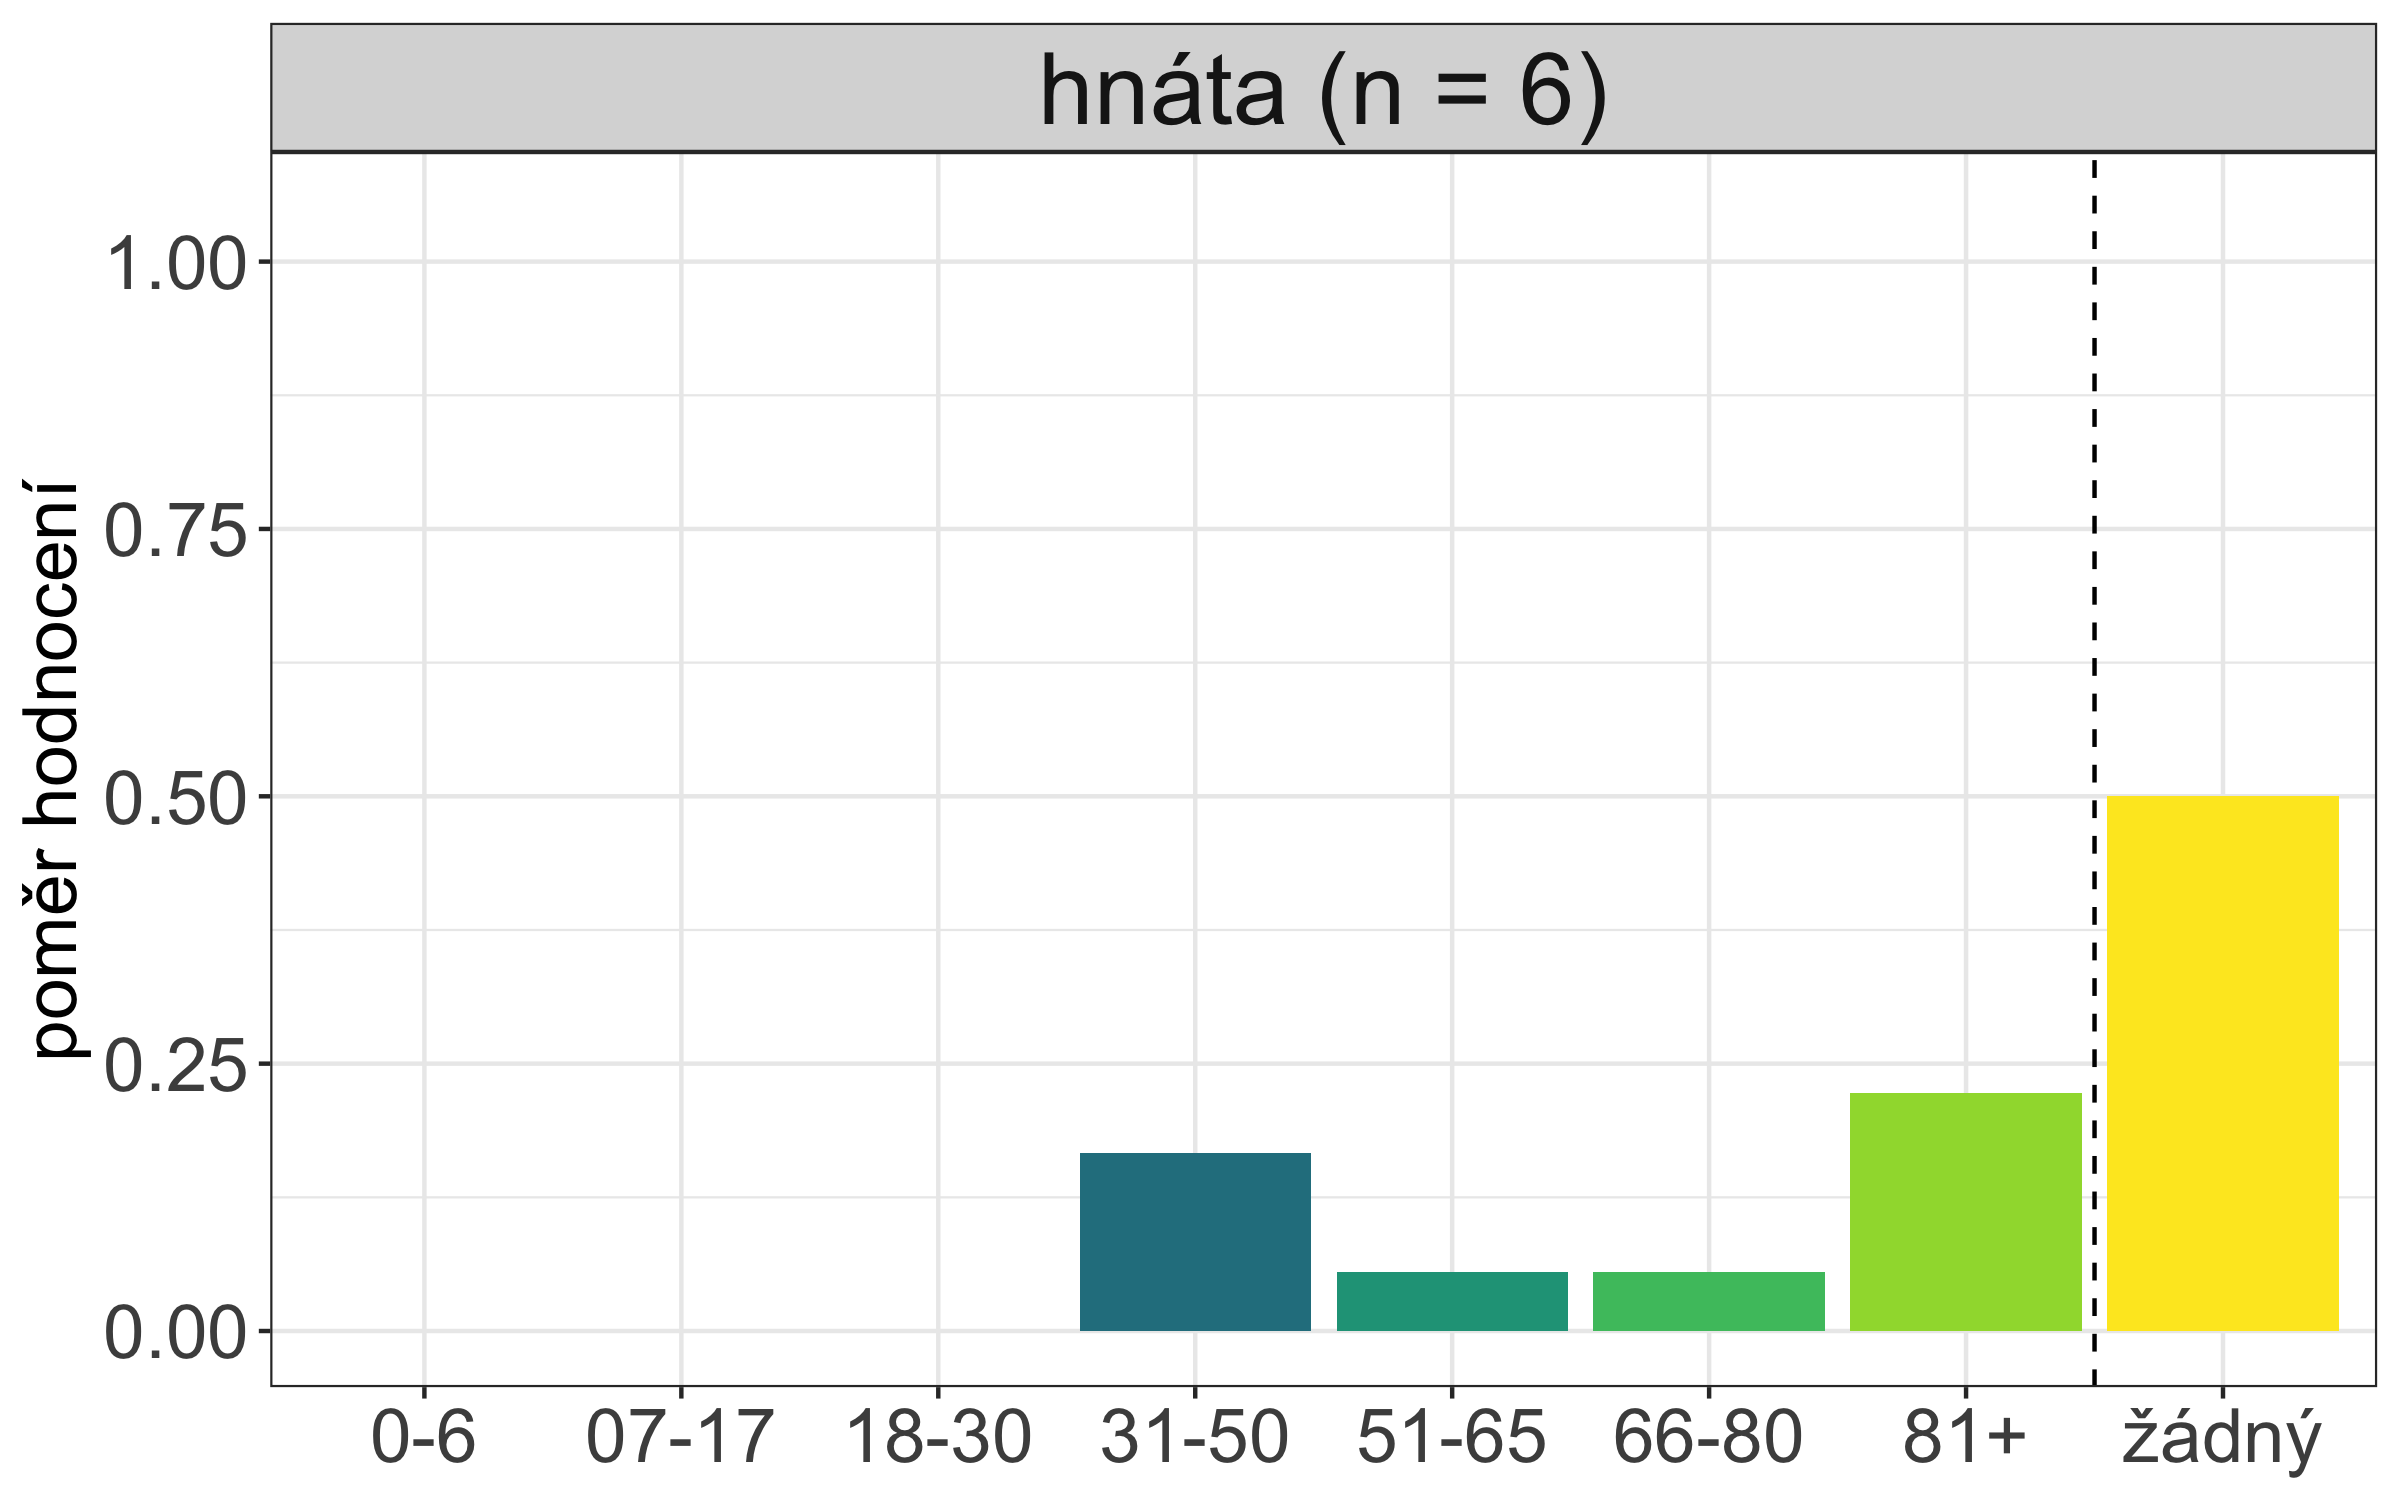 hnáta (n = 6)
poměr hodnocení
1.00
0.75
0.50
0.25
0.00
0-6 07-17 18-30 31-50 51-65 66-80 81+ žádný